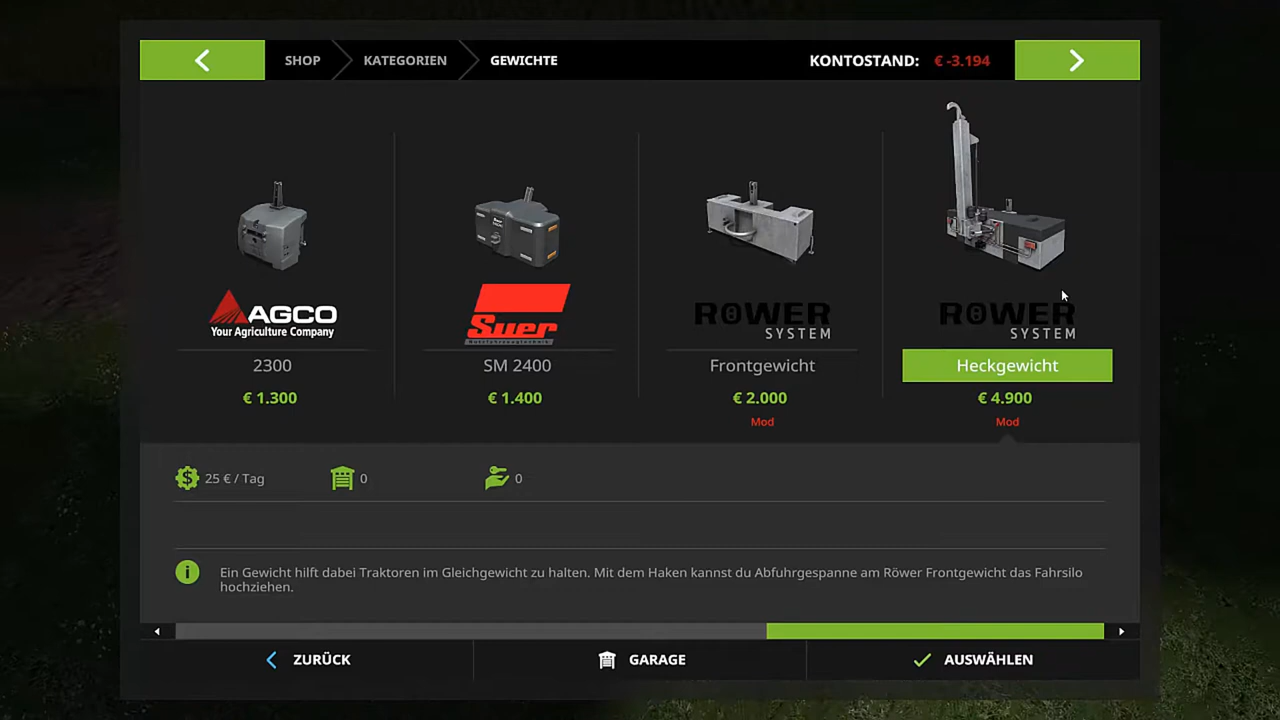 SHOP KATEGORIEN GEWICHTE KONTOSTAND: € -3.194
AGCO
Your Agriculture Company
2300
€ 1.300
Suer
SM 2400
€ 1.400
RÖWER
SYSTEM
Frontgewicht
€ 2.000
Mod
RÖWER
SYSTEM
Heckgewicht
€ 4.900
Mod
25 € / Tag 0 0
Ein Gewicht hilft dabei Traktoren im Gleichgewicht zu halten. Mit dem Haken kannst du Abfuhrgespanne am Röwer Frontgewicht das Fahrsilo
hochziehen.
ZURÜCK GARAGE AUSWÄHLEN